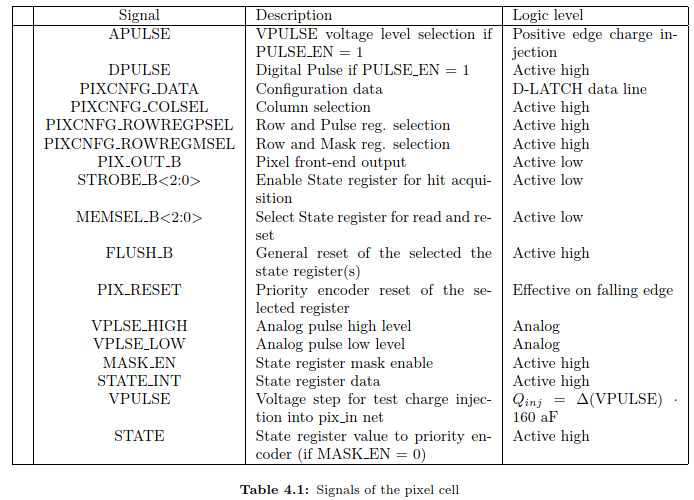 Signal Description Logic level
APULSE VPULSE voltage level selection if Positive edge charge in-
PULSE_EN = 1 jection
DPULSE Digital Pulse if PULSE_EN = 1 Active high
PIXCNFG_DATA Configuration data D-LATCH data line
PIXCNFG_COLSEL Column selection Active high
PIXCNFG_ROWREGPSEL Row and Pulse reg. selection Active high
PIXCNFG_ROWREGMSEL Row and Mask reg. selection Active high
PIX_OUT_B Pixel front-end output Active low
STROBE_B<2:0> Enable State register for hit acqui- Active low
sition
MEMSEL_B<2:0> Select State register for read and re- Active low
set
FLUSH_B General reset of the selected the Active high
state register(s)
PIX_RESET Priority encoder reset of the se- Effective on falling edge
lected register
VPLSE_HIGH Analog pulse high level Analog
VPLSE_LOW Analog pulse low level Analog
MASK_EN State register mask enable Active high
STATE_INT State register data Active high
VPULSE Voltage step for test charge injec- Qinj = Δ(VPULSE) ·
tion into pix_in net 160 aF
STATE State register value to priority en- Active high
coder (if MASK_EN = 0)
Table 4.1: Signals of the pixel cell